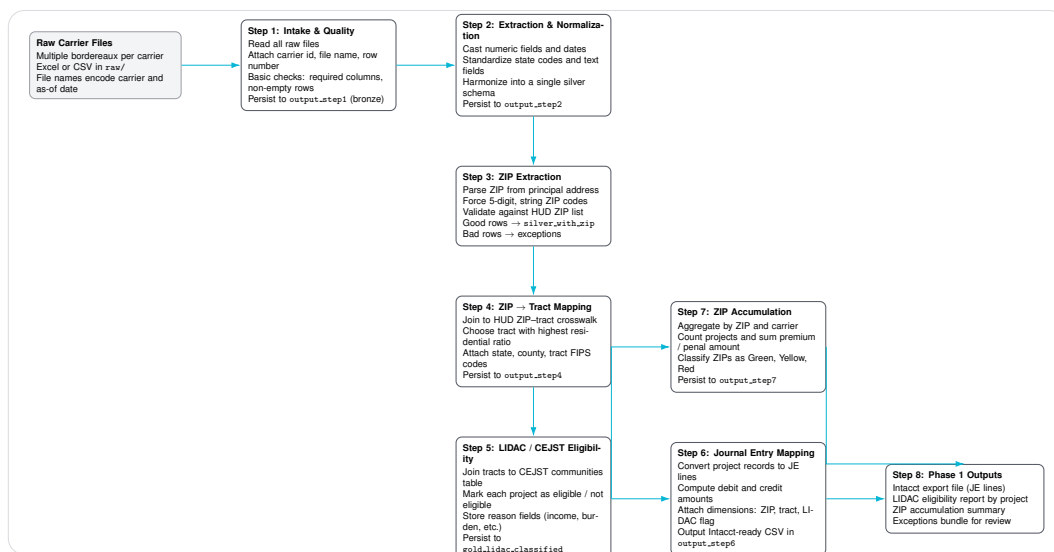 Raw Carrier Files
Multiple bordereaux per carrier
Excel or CSV in raw/
File names encode carrier and
as-of date
Step 1: Intake & Quality
Read all raw files
Attach carrier id, file name, row
number
Basic checks: required columns,
non-empty rows
Persist to output_step1 (bronze)
Step 2: Extraction & Normaliza-
tion
Cast numeric fields and dates
Standardize state codes and text
fields
Harmonize into a single silver
schema
Persist to output_step2
Step 3: ZIP Extraction
Parse ZIP from principal address
Force 5-digit, string ZIP codes
Validate against HUD ZIP list
Good rows → silver_with_zip
Bad rows → exceptions
Step 4: ZIP → Tract Mapping
Join to HUD ZIP–tract crosswalk
Choose tract with highest resi-
dential ratio
Attach state, county, tract FIPS
codes
Persist to output_step4
Step 7: ZIP Accumulation
Aggregate by ZIP and carrier
Count projects and sum premium
/ penal amount
Classify ZIPs as Green, Yellow,
Red
Persist to output_step7
Step 5: LIDAC / CEJST Eligibil-
ity
Join tracts to CEJST communities
table
Mark each project as eligible / not
eligible
Store reason fields (income, bur-
den, etc.)
Persist to
gold_lidac_classified
Step 6: Journal Entry Mapping
Convert project records to JE
lines
Compute debit and credit
amounts
Attach dimensions: ZIP, tract, LI-
DAC flag
Output Intacct-ready CSV in
output_step6
Step 8: Phase 1 Outputs
Intacct export file (JE lines)
LIDAC eligibility report by project
ZIP accumulation summary
Exceptions bundle for review